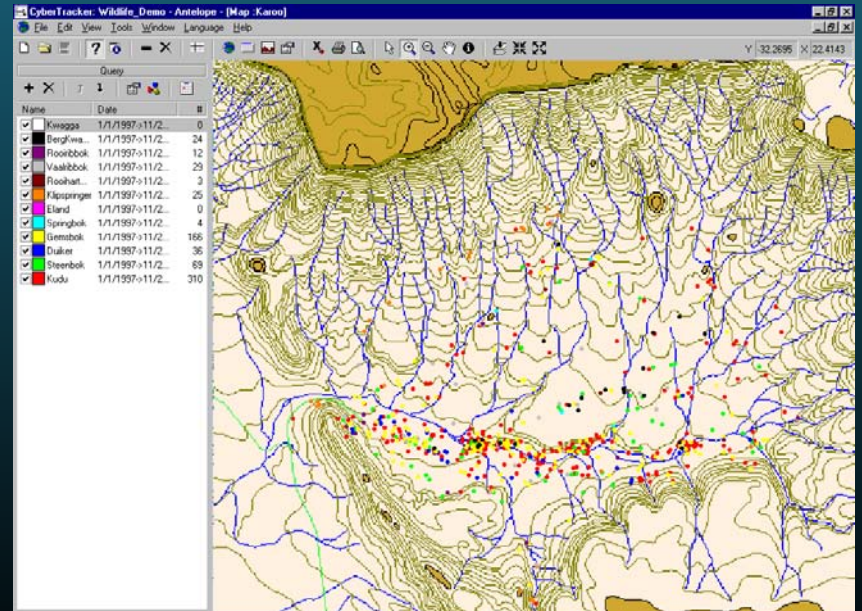 CyberTracker: Wildlife_Demo - Antelope - [Map :Karoo]
File Edit View Tools Window Language Help
Y -32.2695 X 22.4143
Query
Name Date #
Kwagga 1/1/1997->11/2... 0
BergKwa... 1/1/1997->11/2... 24
Rooiribbok 1/1/1997->11/2... 12
Vaalribbok 1/1/1997->11/2... 29
Rooihart... 1/1/1997->11/2... 3
Klipspringer 1/1/1997->11/2... 25
Eland 1/1/1997->11/2... 0
Springbok 1/1/1997->11/2... 4
Gemsbok 1/1/1997->11/2... 166
Duiker 1/1/1997->11/2... 36
Steenbok 1/1/1997->11/2... 69
Kudu 1/1/1997->11/2... 310